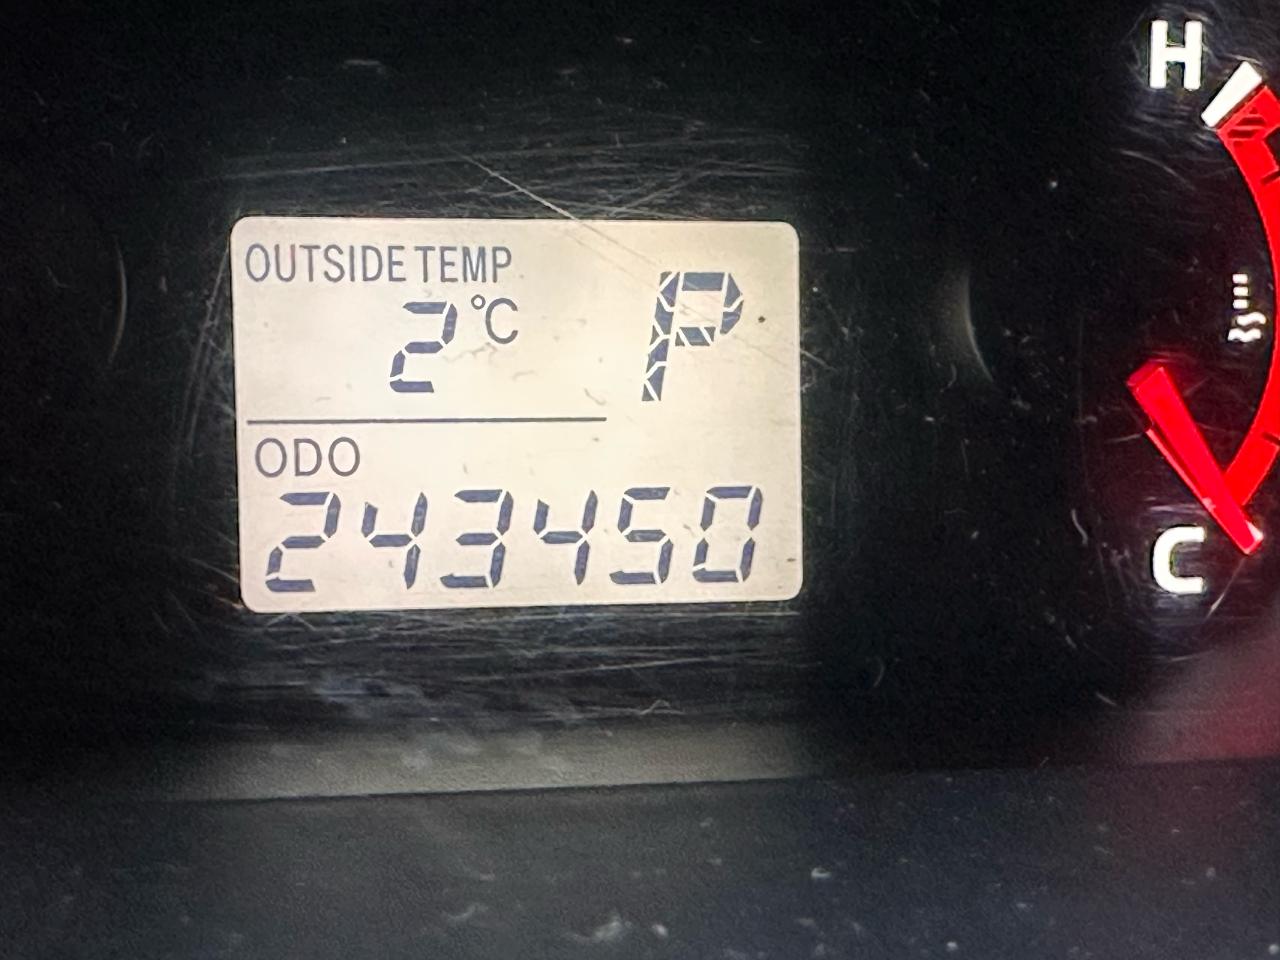 H
OUTSIDE TEMP
2°C
P
ODO
243450
C